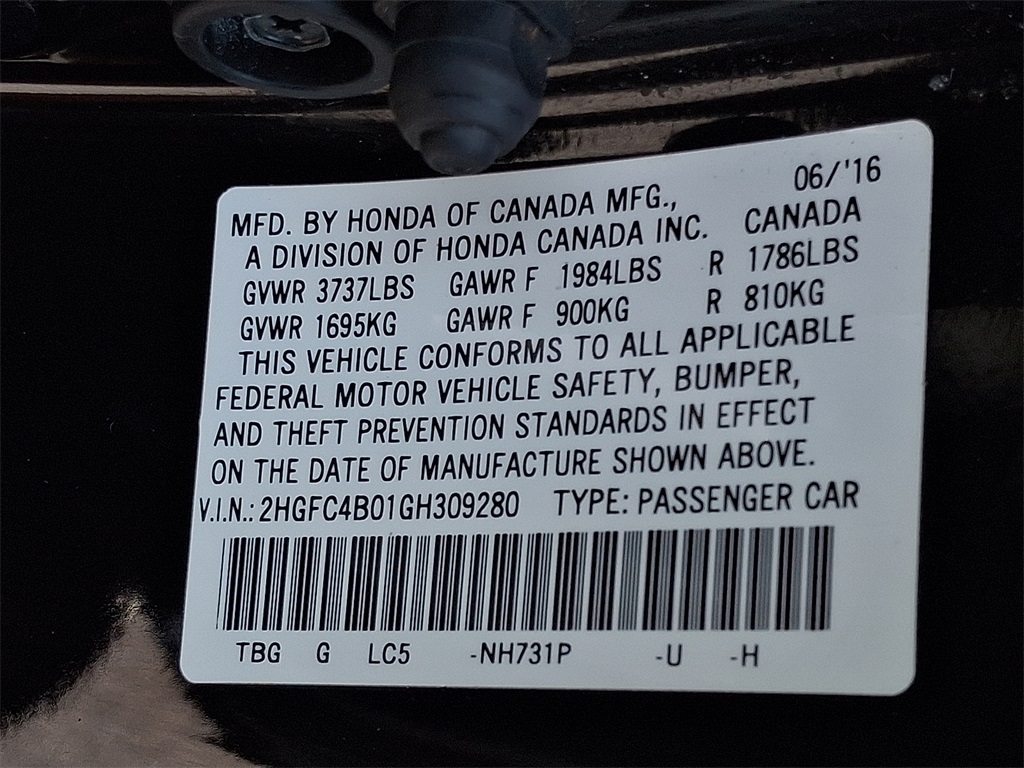 06/'16
MFD. BY HONDA OF CANADA MFG.,
A DIVISION OF HONDA CANADA INC. CANADA
GVWR 3737LBS GAWR F 1984LBS R 1786LBS
GVWR 1695KG GAWR F 900KG R 810KG
THIS VEHICLE CONFORMS TO ALL APPLICABLE
FEDERAL MOTOR VEHICLE SAFETY, BUMPER,
AND THEFT PREVENTION STANDARDS IN EFFECT
ON THE DATE OF MANUFACTURE SHOWN ABOVE.
V.I.N.: 2HGFC4B01GH309280 TYPE: PASSENGER CAR
TBG G LC5 -NH731P -U -H